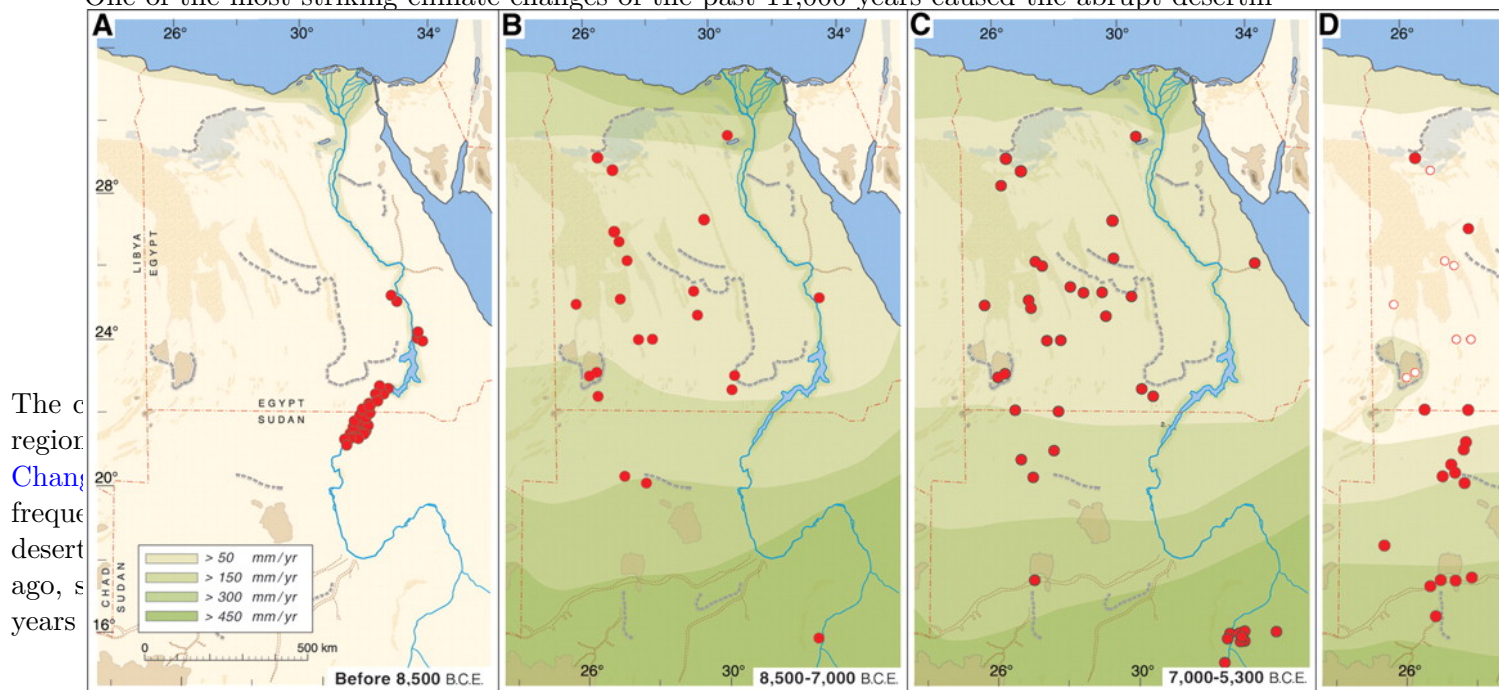 One of the most striking climate changes of the past 11,000 years caused the abrupt desertifi
A
26° 30° 34°
28°
LIBYA
EGYPT
24°
EGYPT
SUDAN
20°
> 50 mm/yr
> 150 mm/yr
> 300 mm/yr
> 450 mm/yr
CHAD
SUDAN
16°
0 500 km
Before 8,500 B.C.E.
B
26° 30° 34°
26° 30°
8,500-7,000 B.C.E.
C
26° 30° 34°
26° 30°
7,000-5,300 B.C.E.
D
26°
26°
The c
region
Chang
freque
desert
ago, s
years